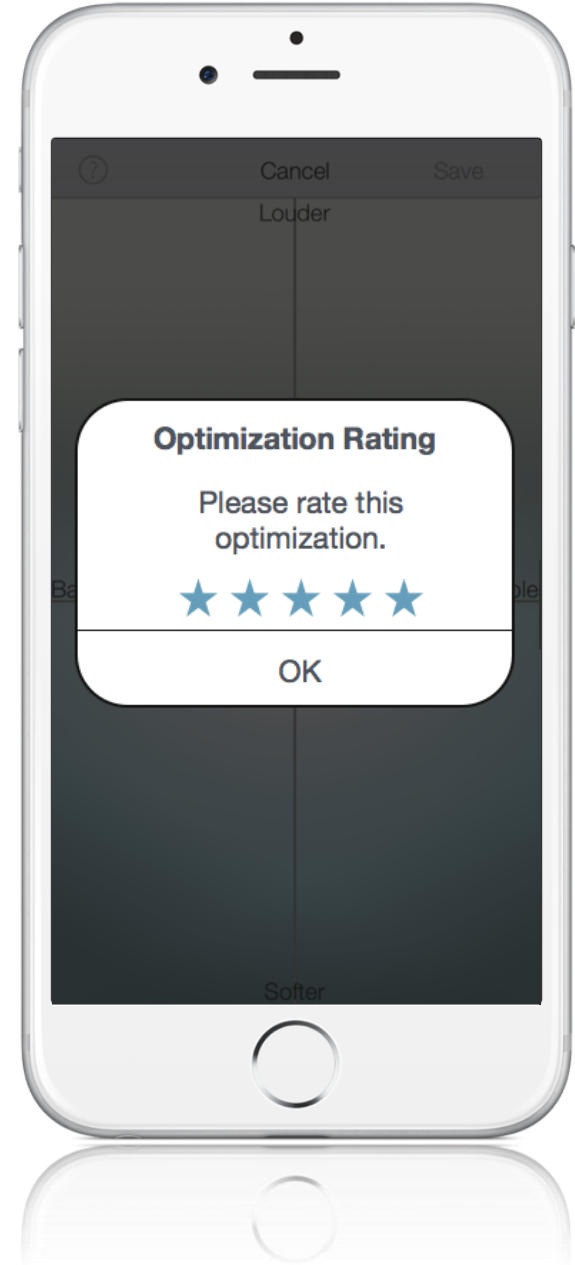 ?
Cancel
Save
Louder
Optimization Rating
Please rate this
optimization.
OK
Softer